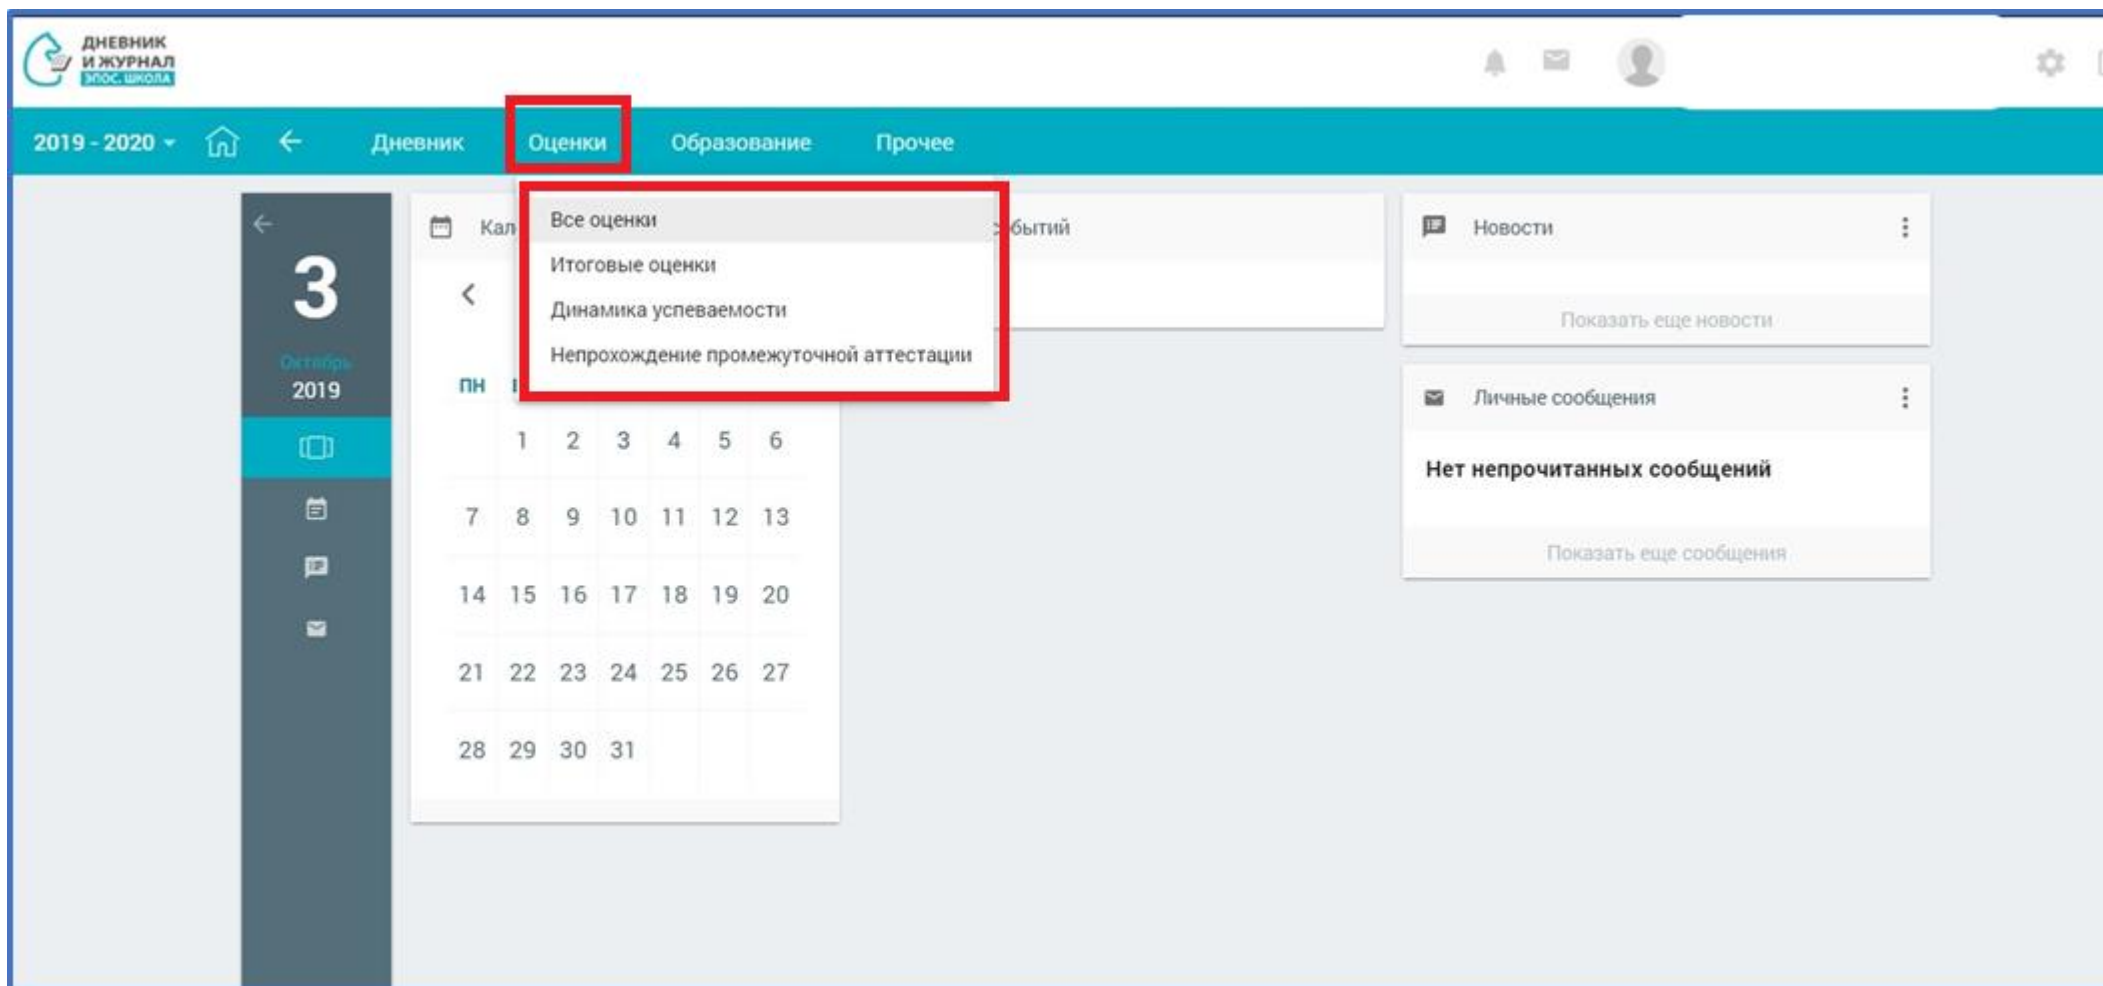 ДНЕВНИК
И ЖУРНАЛ
ЭПОС.ШКОЛА
2019 - 2020
Дневник
Оценки
Образование
Прочее
3
Октябрь
2019
Все оценки
Итоговые оценки
Динамика успеваемости
Непрохождение промежуточной аттестации
ПН
1 2 3 4 5 6
7 8 9 10 11 12 13
14 15 16 17 18 19 20
21 22 23 24 25 26 27
28 29 30 31
Новости
Показать еще новости
Личные сообщения
Нет непрочитанных сообщений
Показать еще сообщения